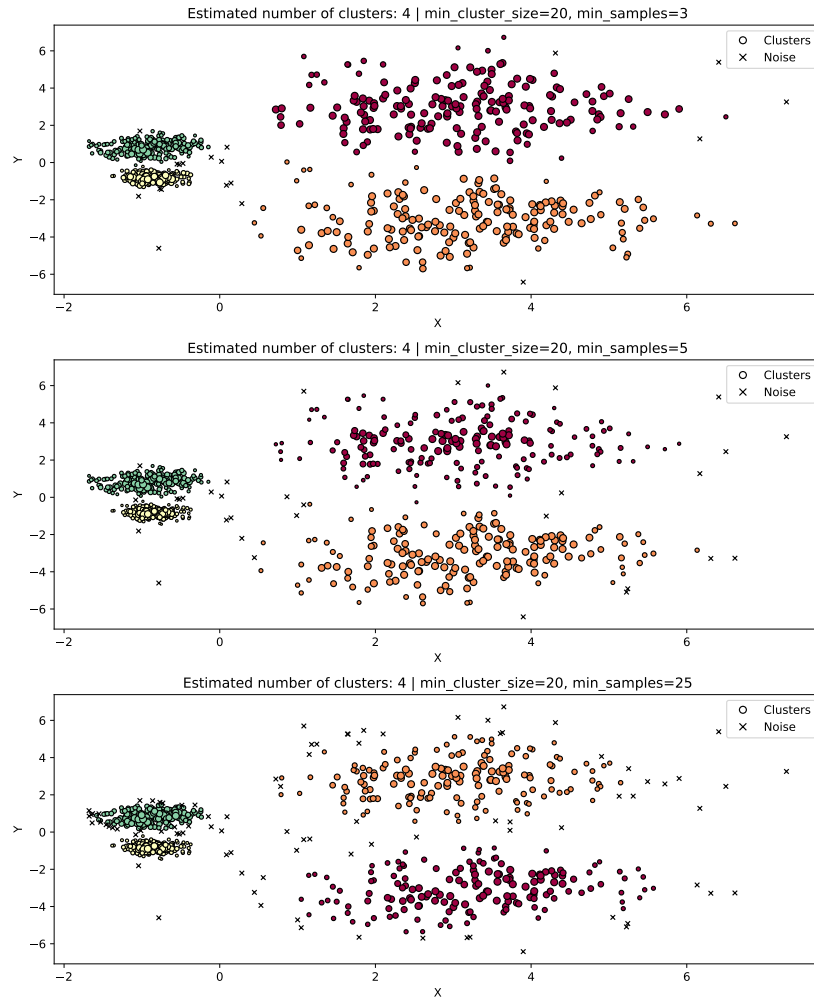 Estimated number of clusters: 4 | min_cluster_size=20, min_samples=3
Clusters
Noise
6
4
2
0
−2
−4
−6
Y
−2 0 2 4 6
X
Estimated number of clusters: 4 | min_cluster_size=20, min_samples=5
Clusters
Noise
6
4
2
0
−2
−4
−6
Y
−2 0 2 4 6
X
Estimated number of clusters: 4 | min_cluster_size=20, min_samples=25
Clusters
Noise
6
4
2
0
−2
−4
−6
Y
−2 0 2 4 6
X